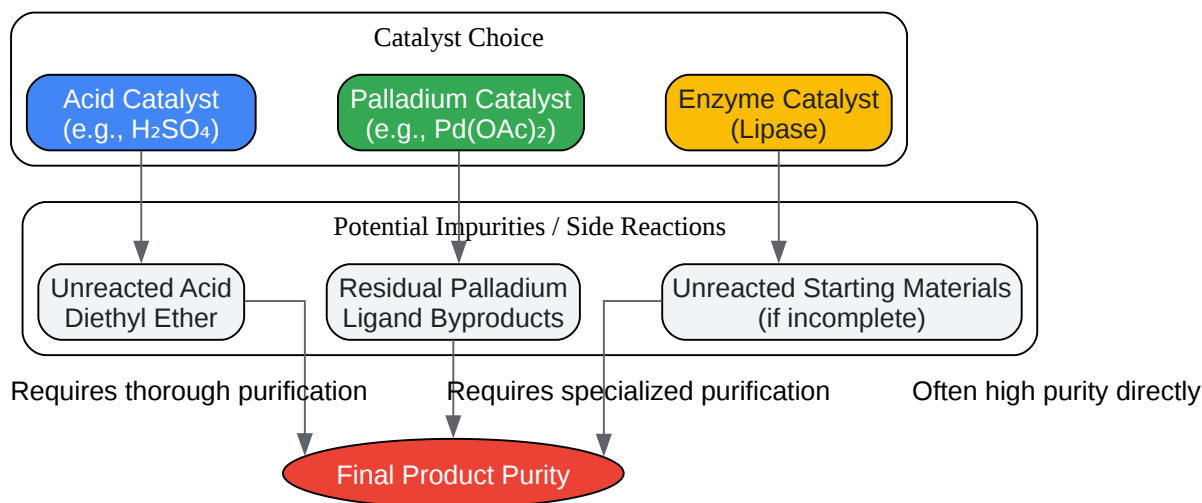 Catalyst Choice
Acid Catalyst
(e.g., H₂SO₄)
Palladium Catalyst
(e.g., Pd(OAc)₂)
Enzyme Catalyst
(Lipase)
Potential Impurities / Side Reactions
Unreacted Acid
Diethyl Ether
Residual Palladium
Ligand Byproducts
Unreacted Starting Materials
(if incomplete)
Requires thorough purification
Requires specialized purification
Often high purity directly
Final Product Purity